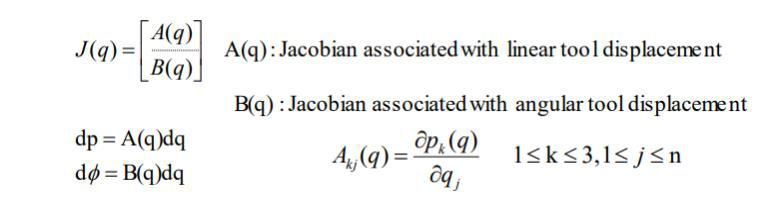 J(q) = [A(q) / B(q)] A(q) : Jacobian associated with linear tool displacement
B(q) : Jacobian associated with angular tool displacement
dp = A(q)dq
dϕ = B(q)dq
A_kj(q) = ∂p_k(q) / ∂q_j 1 ≤ k ≤ 3, 1 ≤ j ≤ n